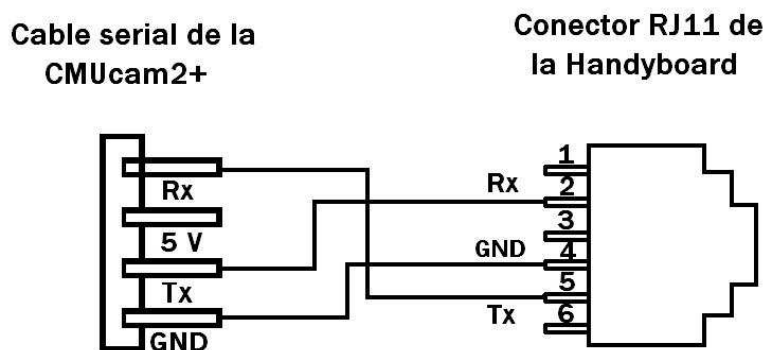 Cable serial de la
CMUcam2+
Conector RJ11 de
la Handyboard
Rx
5 V
Tx
GND
Rx
GND
Tx
1
2
3
4
5
6